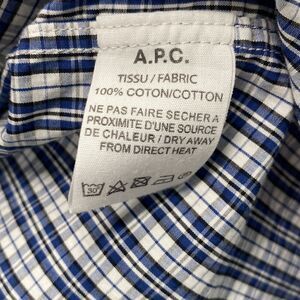 A.P.C.
TISSU / FABRIC
100% COTON/COTTON
NE PAS FAIRE SECHER A
PROXIMITE D'UNE SOURCE
DE CHALEUR / DRY AWAY
FROM DIRECT HEAT
30°